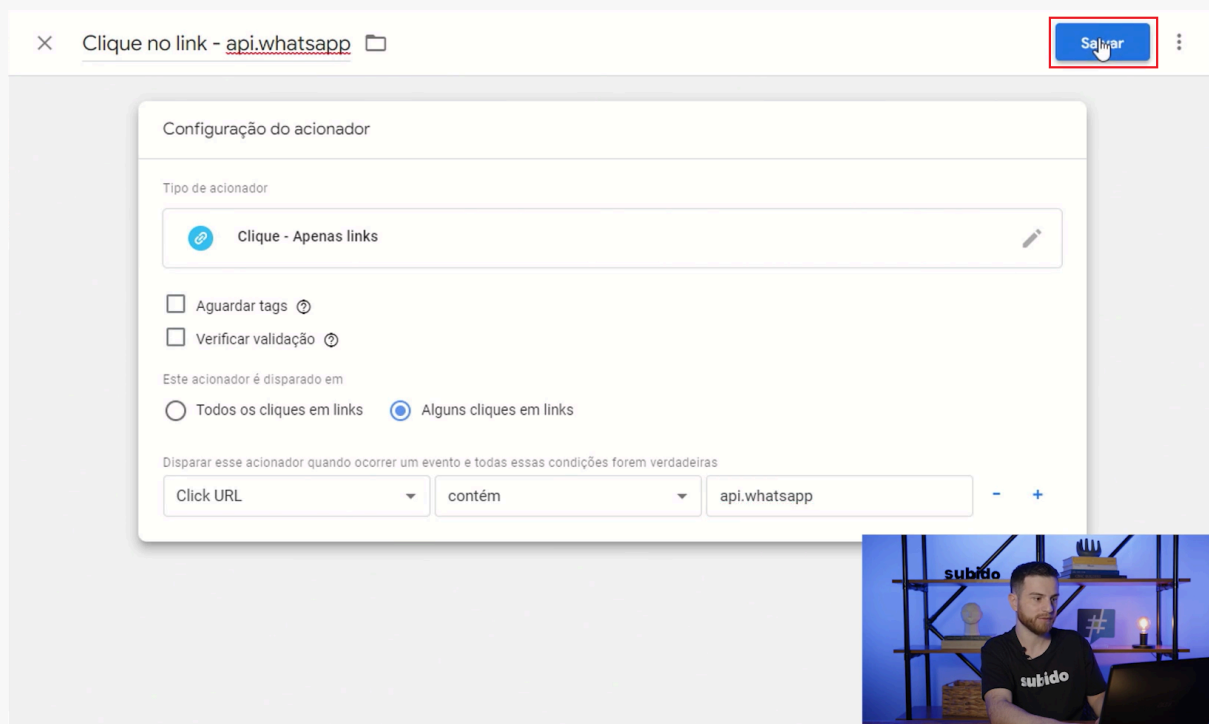 Clique no link - api.whatsapp
Salvar
Configuração do acionador
Tipo de acionador
Clique - Apenas links
Aguardar tags
Verificar validação
Este acionador é disparado em
Todos os cliques em links
Alguns cliques em links
Disparar esse acionador quando ocorrer um evento e todas essas condições forem verdadeiras
Click URL
contém
api.whatsapp
- +
subido
#
subido